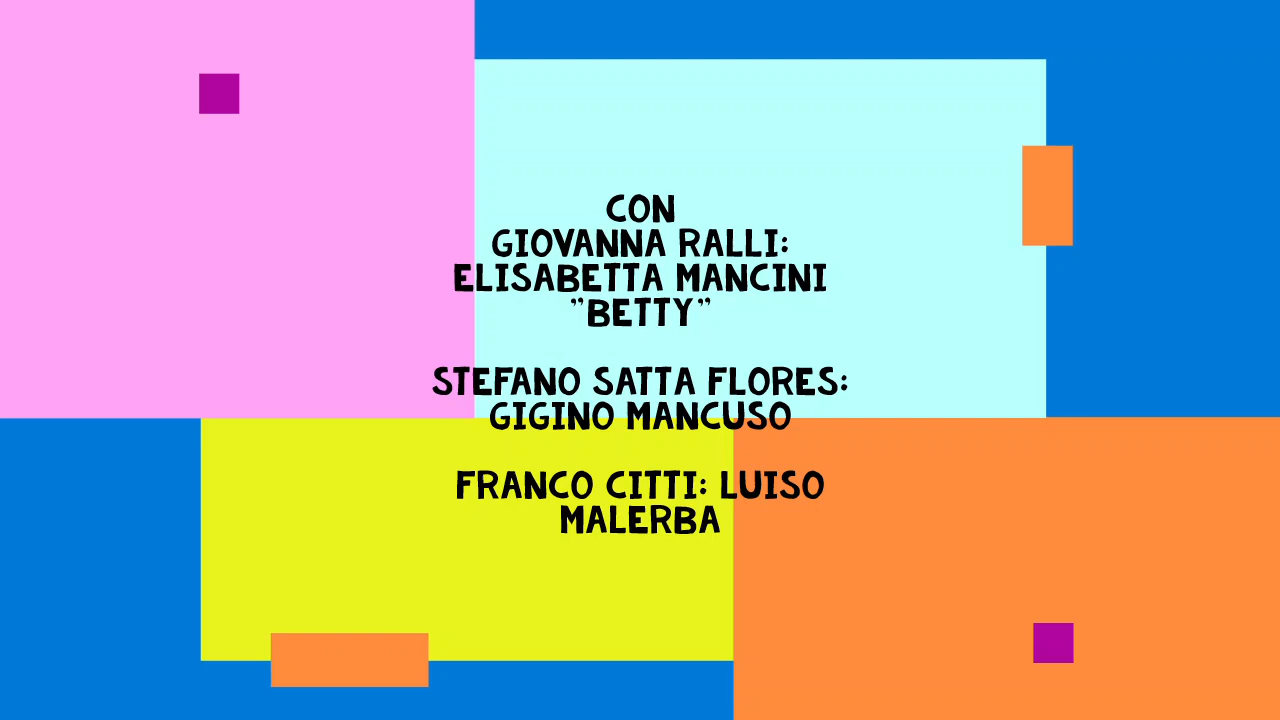 CON
GIOVANNA RALLI:
ELISABETTA MANCINI
"BETTY"
STEFANO SATTA FLORES:
GIGINO MANCUSO
FRANCO CITTI: LUISO
MALERBA